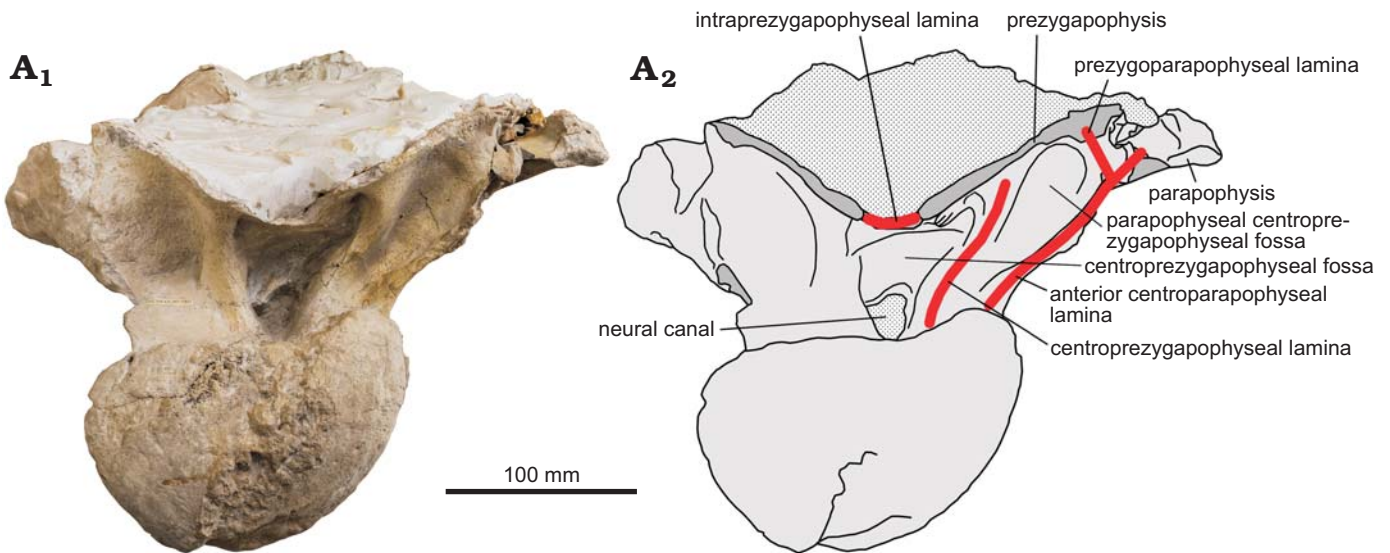 A1
A2
intraprezygapophyseal lamina
prezygapophysis
prezygoparapophyseal lamina
parapophysis
parapophyseal centropre-
zygapophyseal fossa
centroprezygapophyseal fossa
anterior centroparapophyseal
lamina
neural canal
centroprezygapophyseal lamina
100 mm